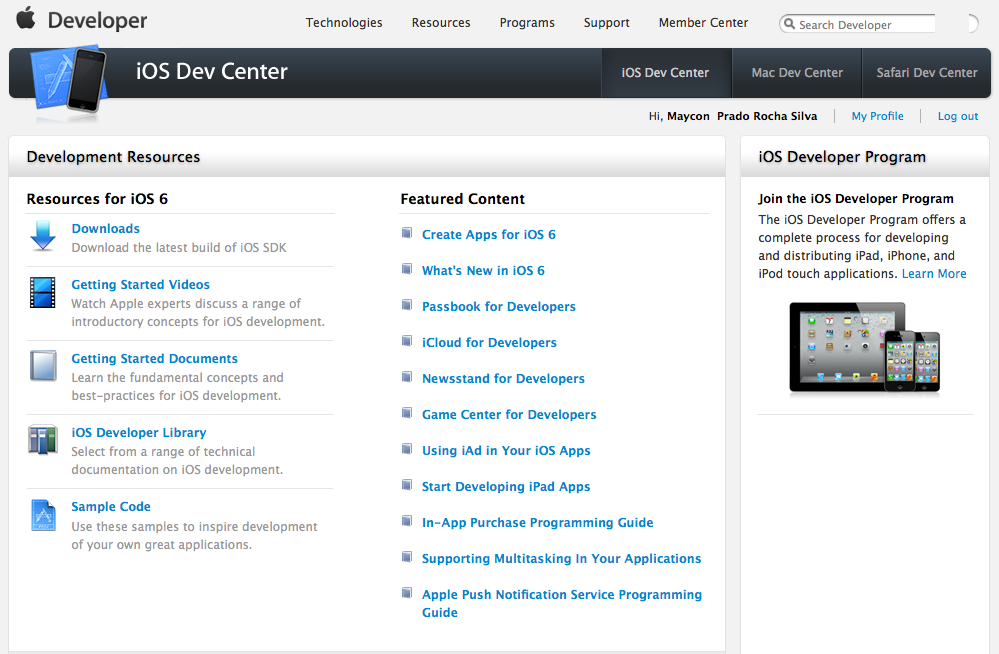 Developer
Technologies
Resources
Programs
Support
Member Center
Search Developer
iOS Dev Center
iOS Dev Center
Mac Dev Center
Safari Dev Center
Hi, Maycon Prado Rocha Silva
My Profile
Log out
Development Resources
Resources for iOS 6
Downloads
Download the latest build of iOS SDK
Getting Started Videos
Watch Apple experts discuss a range of
introductory concepts for iOS development.
Getting Started Documents
Learn the fundamental concepts and
best-practices for iOS development.
iOS Developer Library
Select from a range of technical
documentation on iOS development.
Sample Code
Use these samples to inspire development
of your own great applications.
Featured Content
Create Apps for iOS 6
What's New in iOS 6
Passbook for Developers
iCloud for Developers
Newsstand for Developers
Game Center for Developers
Using iAd in Your iOS Apps
Start Developing iPad Apps
In-App Purchase Programming Guide
Supporting Multitasking In Your Applications
Apple Push Notification Service Programming
Guide
iOS Developer Program
Join the iOS Developer Program
The iOS Developer Program offers a
complete process for developing
and distributing iPad, iPhone, and
iPod touch applications. Learn More